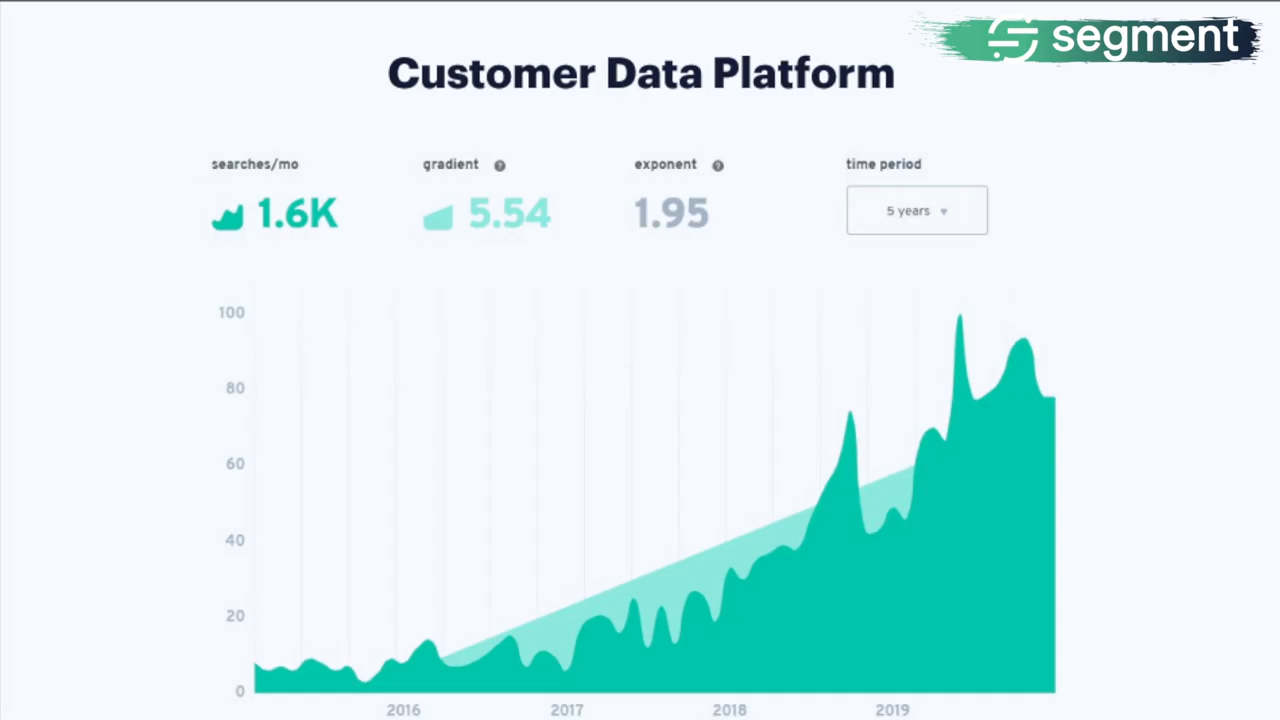 segment
Customer Data Platform
searches/mo
gradient ?
exponent ?
time period
1.6K
5.54
1.95
5 years
100
80
60
40
20
0
2016
2017
2018
2019